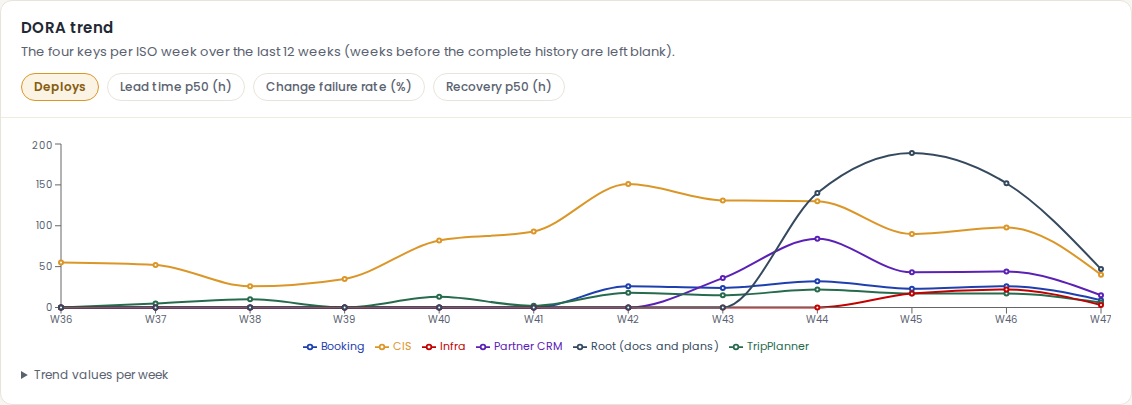 DORA trend
The four keys per ISO week over the last 12 weeks (weeks before the complete history are left blank).
Deploys Lead time p50 (h) Change failure rate (%) Recovery p50 (h)
200
150
100
50
0
W36 W37 W38 W39 W40 W41 W42 W43 W44 W45 W46 W47
Booking CIS Infra Partner CRM Root (docs and plans) TripPlanner
▶ Trend values per week